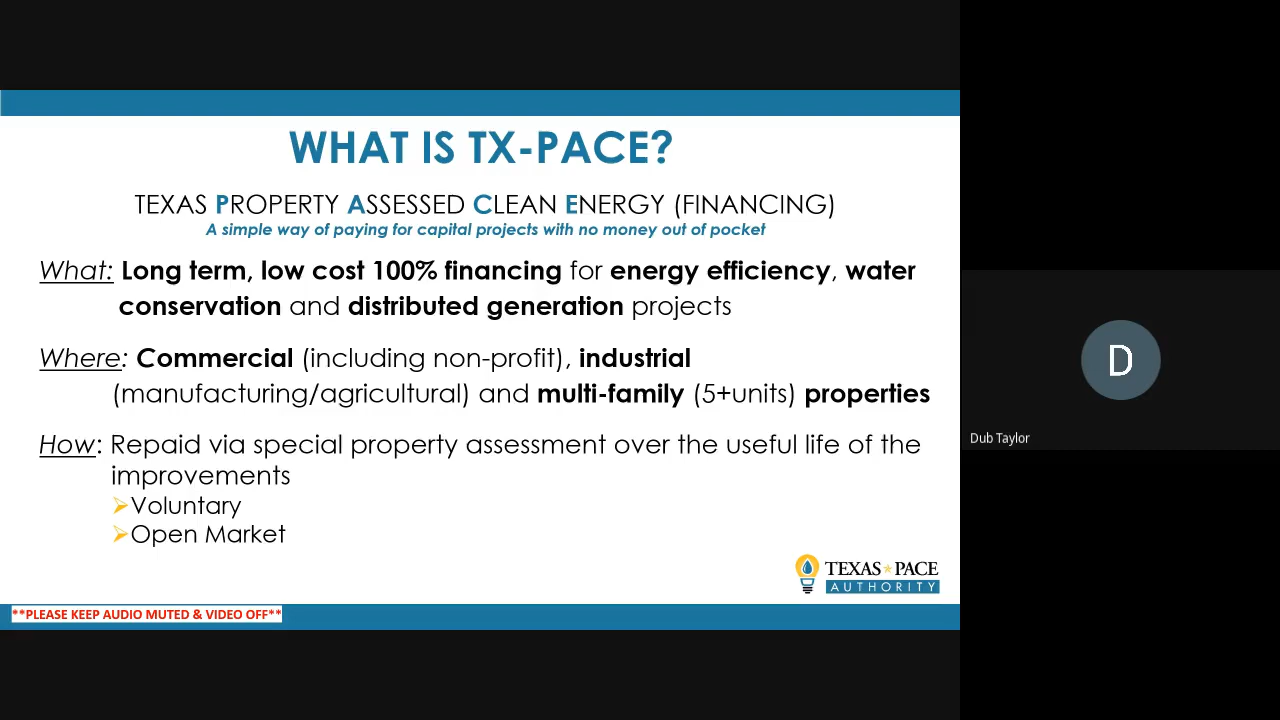 WHAT IS TX-PACE?
TEXAS PROPERTY ASSESSED CLEAN ENERGY (FINANCING)
A simple way of paying for capital projects with no money out of pocket
What: Long term, low cost 100% financing for energy efficiency, water
conservation and distributed generation projects
Where: Commercial (including non-profit), industrial
(manufacturing/agricultural) and multi-family (5+units) properties
How: Repaid via special property assessment over the useful life of the
improvements
➢Voluntary
➢Open Market
TEXAS★PACE
AUTHORITY
**PLEASE KEEP AUDIO MUTED & VIDEO OFF**
D
Dub Taylor